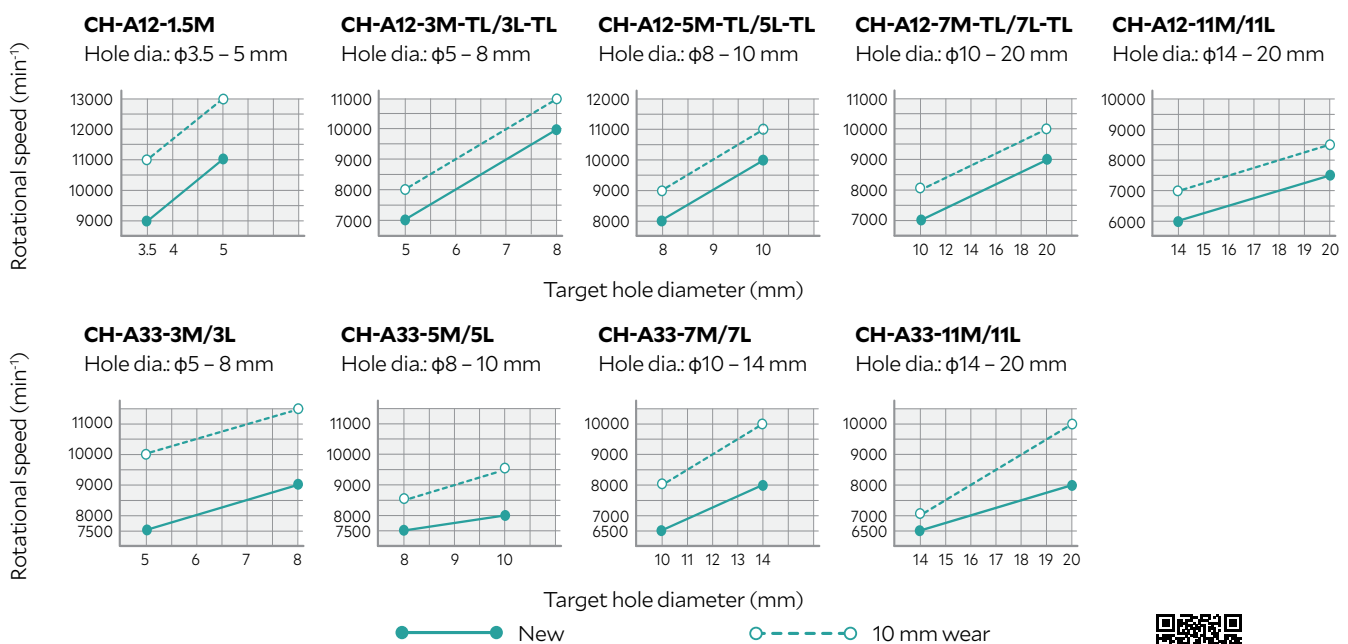 CH-A12-1.5M
Hole dia.: φ3.5 – 5 mm
CH-A12-3M-TL/3L-TL
Hole dia.: φ5 – 8 mm
CH-A12-5M-TL/5L-TL
Hole dia.: φ8 – 10 mm
CH-A12-7M-TL/7L-TL
Hole dia.: φ10 – 20 mm
CH-A12-11M/11L
Hole dia.: φ14 – 20 mm
Rotational speed (min⁻¹)
13000
12000
11000
10000
9000
3.5 4 5
11000
10000
9000
8000
7000
5 6 7 8
12000
11000
10000
9000
8000
8 9 10
11000
10000
9000
8000
7000
10 12 14 16 18 20
10000
9000
8000
7000
6000
14 15 16 17 18 19 20
Target hole diameter (mm)
CH-A33-3M/3L
Hole dia.: φ5 – 8 mm
CH-A33-5M/5L
Hole dia.: φ8 – 10 mm
CH-A33-7M/7L
Hole dia.: φ10 – 14 mm
CH-A33-11M/11L
Hole dia.: φ14 – 20 mm
Rotational speed (min⁻¹)
11000
10000
9000
8000
7500
5 6 7 8
11000
10000
9000
8000
7500
8 9 10
10000
9000
8000
7000
6500
10 11 12 13 14
10000
9000
8000
7000
6500
14 15 16 17 18 19 20
Target hole diameter (mm)
New
10 mm wear